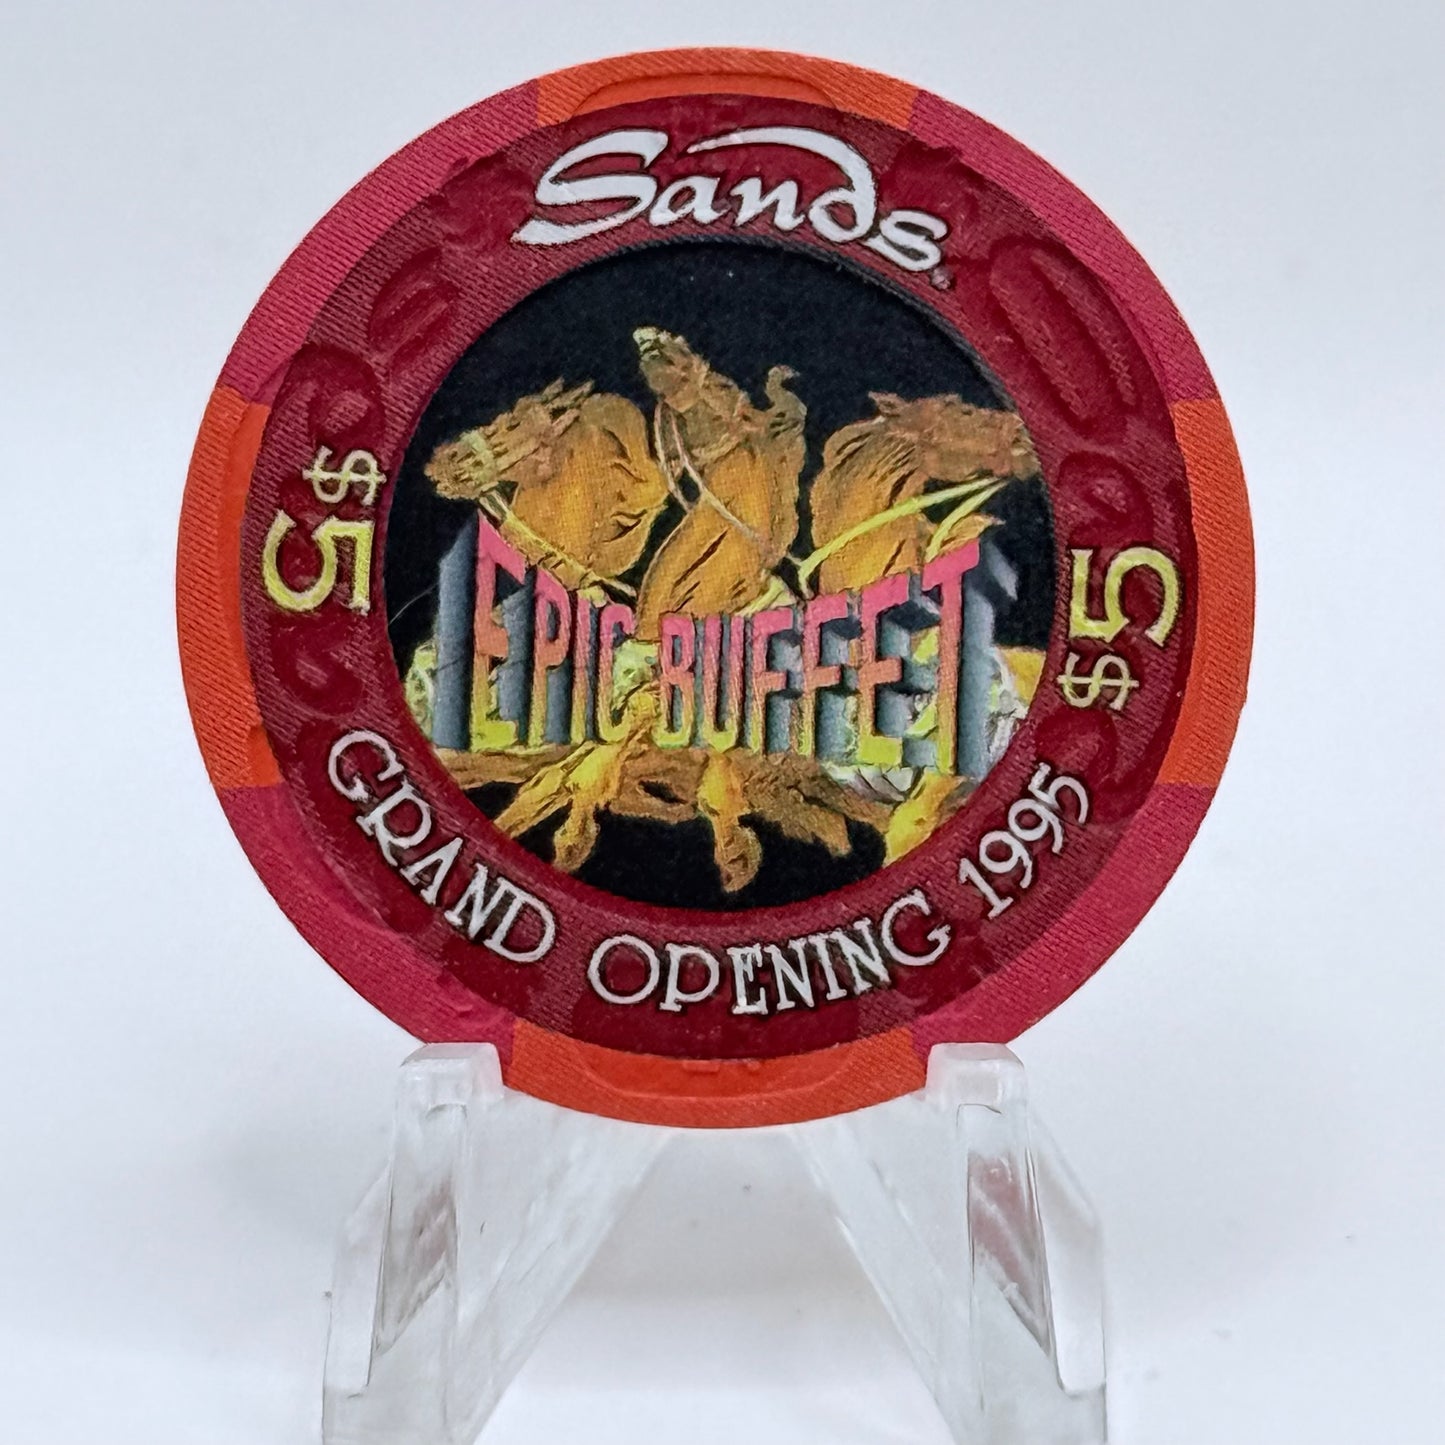 Sands
$5
$5
EPIC BUFFET
GRAND OPENING 1995